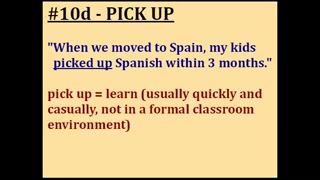 #10d - PICK UP
"When we moved to Spain, my kids
picked up Spanish within 3 months."
pick up = learn (usually quickly and
casually, not in a formal classroom
environment)